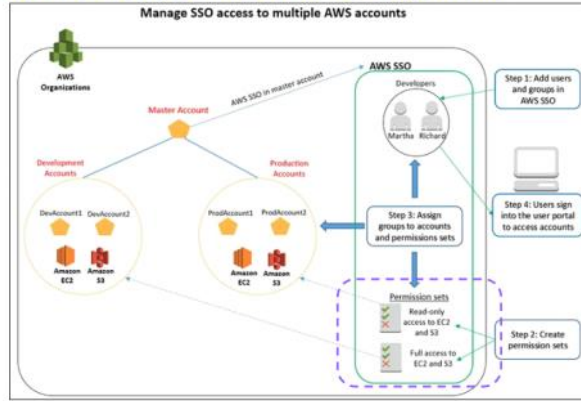 Manage SSO access to multiple AWS accounts
AWS
Organizations
AWS SSO
AWS SSO in master account
Master Account
Developers
Martha Richard
Step 1: Add users
and groups in
AWS SSO
Development
Accounts
Production
Accounts
DevAccount1 DevAccount2
ProdAccount1 ProdAccount2
Amazon
EC2
Amazon
S3
Amazon
EC2
Amazon
S3
Step 3: Assign
groups to accounts
and permissions sets
Step 4: Users sign
into the user portal
to access accounts
Permission sets
Read-only
access to EC2
and S3
Full access to
EC2 and S3
Step 2: Create
permission sets